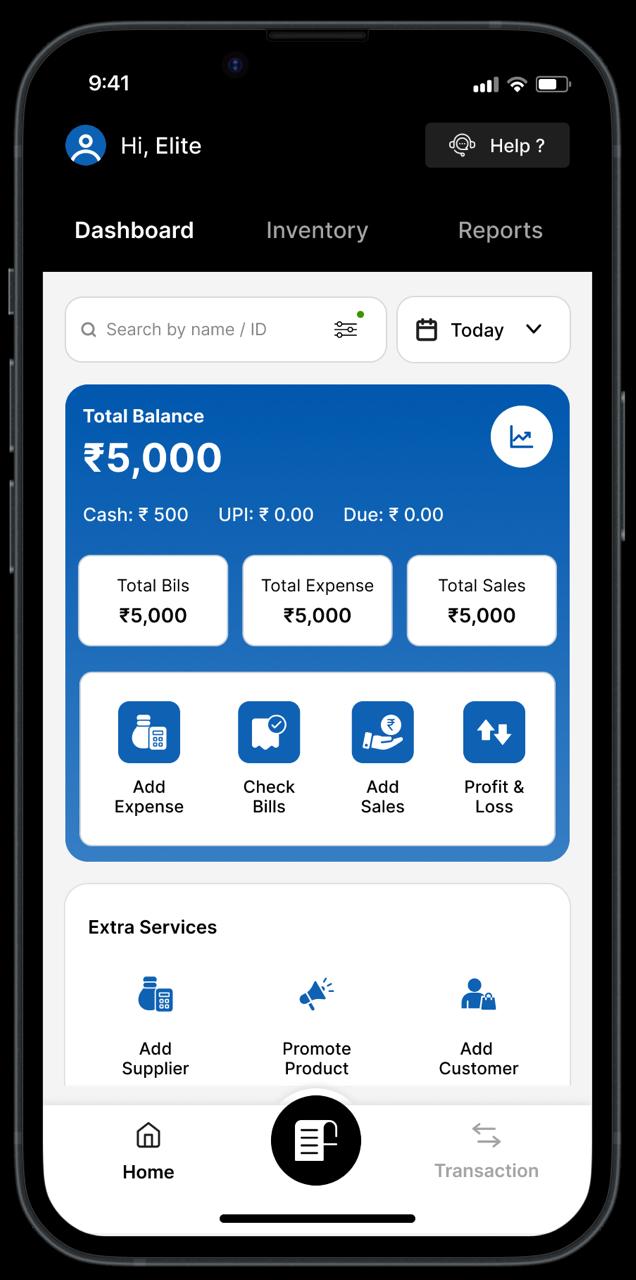 9:41
Hi, Elite
Help ?
Dashboard Inventory Reports
Search by name / ID
Today
Total Balance
₹5,000
Cash: ₹ 500 UPI: ₹ 0.00 Due: ₹ 0.00
Total Bils
₹5,000
Total Expense
₹5,000
Total Sales
₹5,000
Add
Expense
Check
Bills
₹
Add
Sales
Profit &
Loss
Extra Services
Add
Supplier
Promote
Product
Add
Customer
Home
Transaction